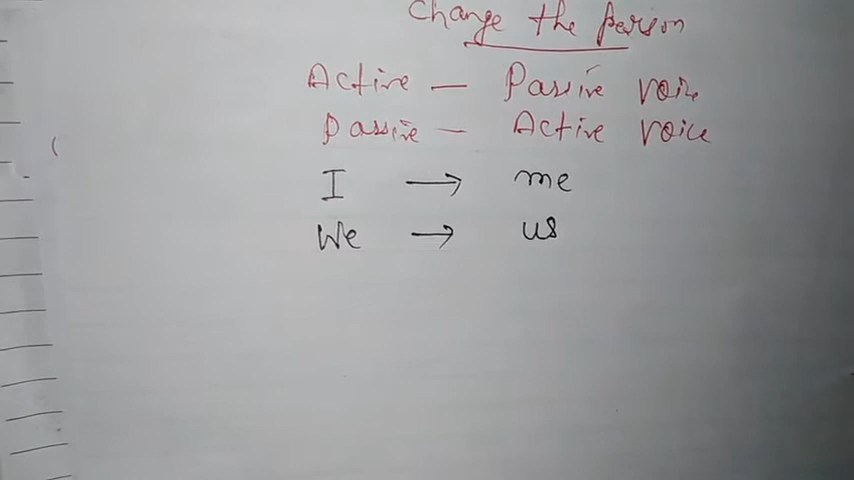 Change the person
Active — Passive voice
Passive — Active voice
I → me
We → us